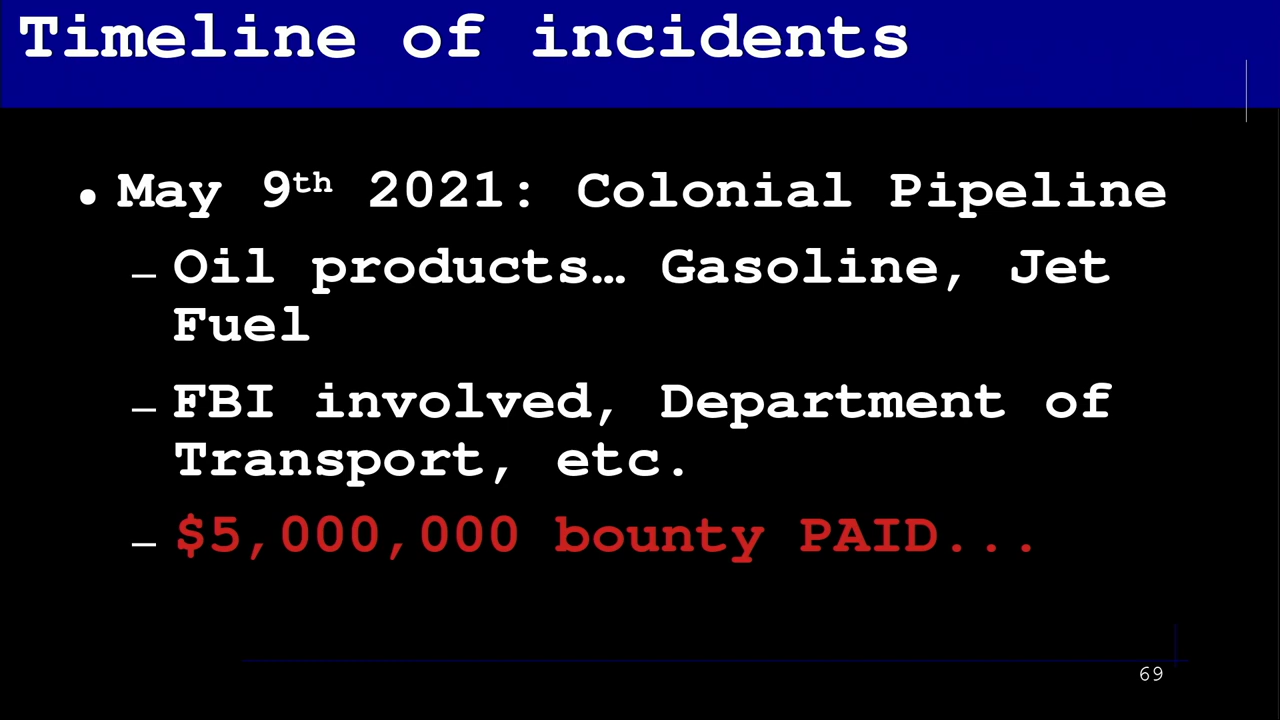 Timeline of incidents
• May 9th 2021: Colonial Pipeline
– Oil products… Gasoline, Jet
Fuel
– FBI involved, Department of
Transport, etc.
– $5,000,000 bounty PAID...
69